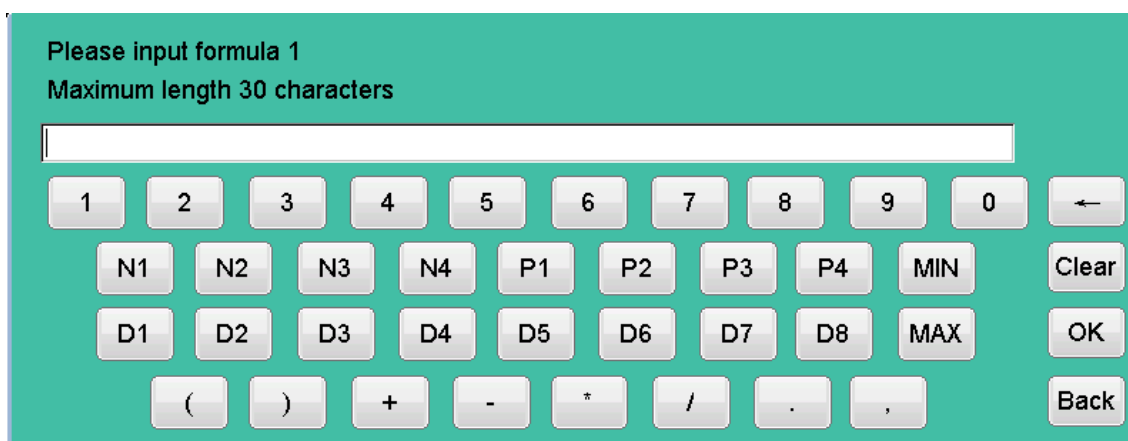 Please input formula 1
Maximum length 30 characters
1 2 3 4 5 6 7 8 9 0 ←
N1 N2 N3 N4 P1 P2 P3 P4 MIN Clear
D1 D2 D3 D4 D5 D6 D7 D8 MAX OK
( ) + - * / . , Back